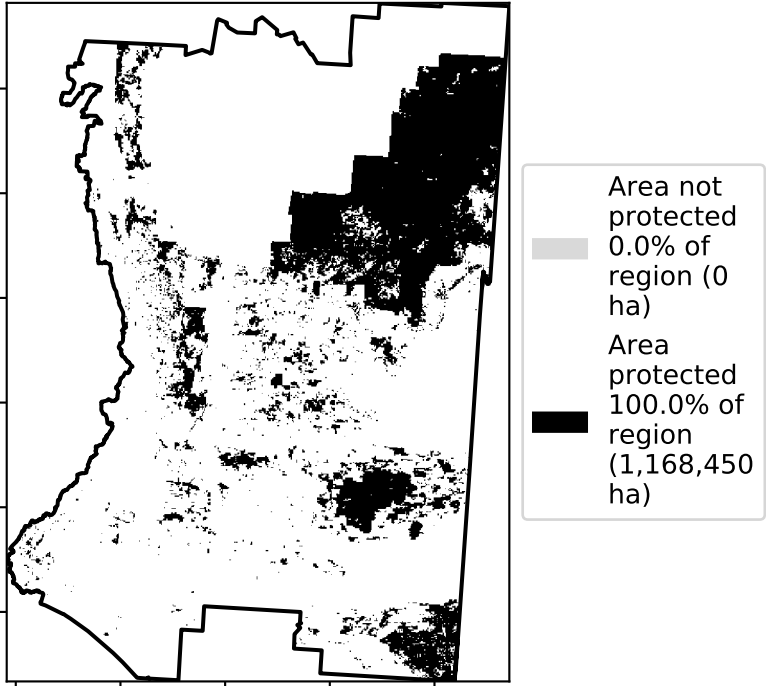 Area not
protected
0.0% of
region (0
ha)
Area
protected
100.0% of
region
(1,168,450
ha)